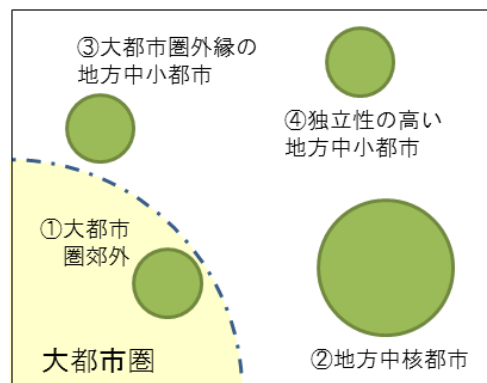 ③大都市圏外縁の
地方中小都市
④独立性の高い
地方中小都市
①大都市
圏郊外
大都市圏
②地方中核都市